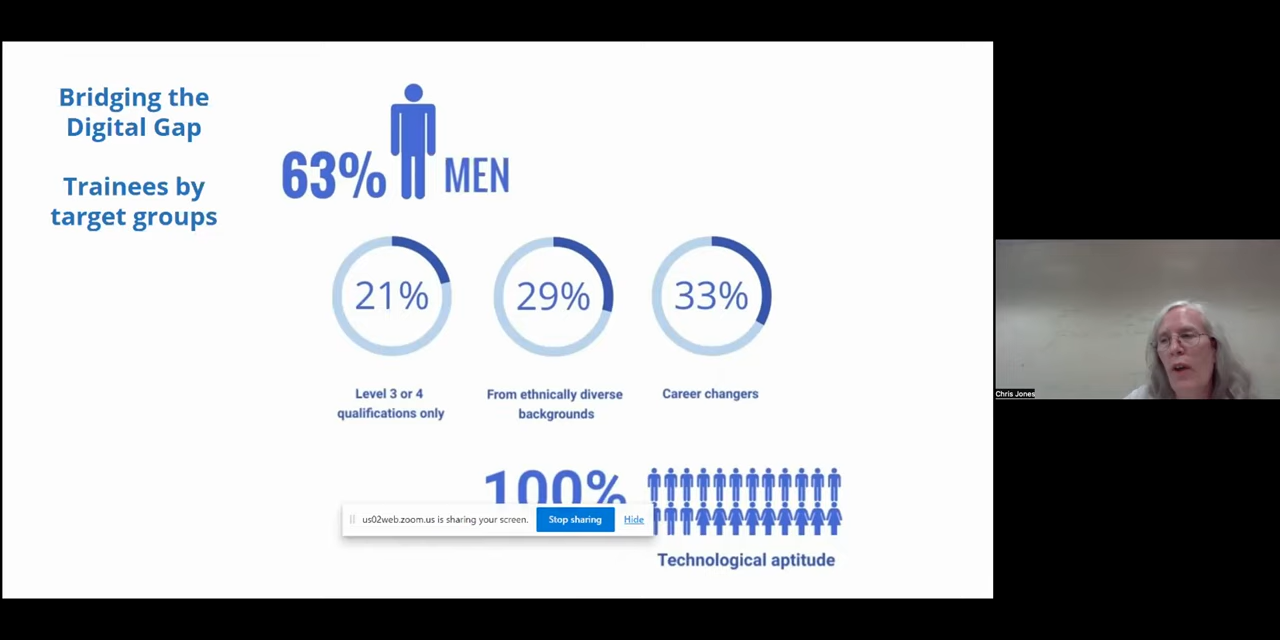 Bridging the
Digital Gap
Trainees by
target groups
63% MEN
21%
29%
33%
Level 3 or 4
qualifications only
From ethnically diverse
backgrounds
Career changers
100%
us02web.zoom.us is sharing your screen.
Stop sharing
Hide
Technological aptitude
Chris Jones